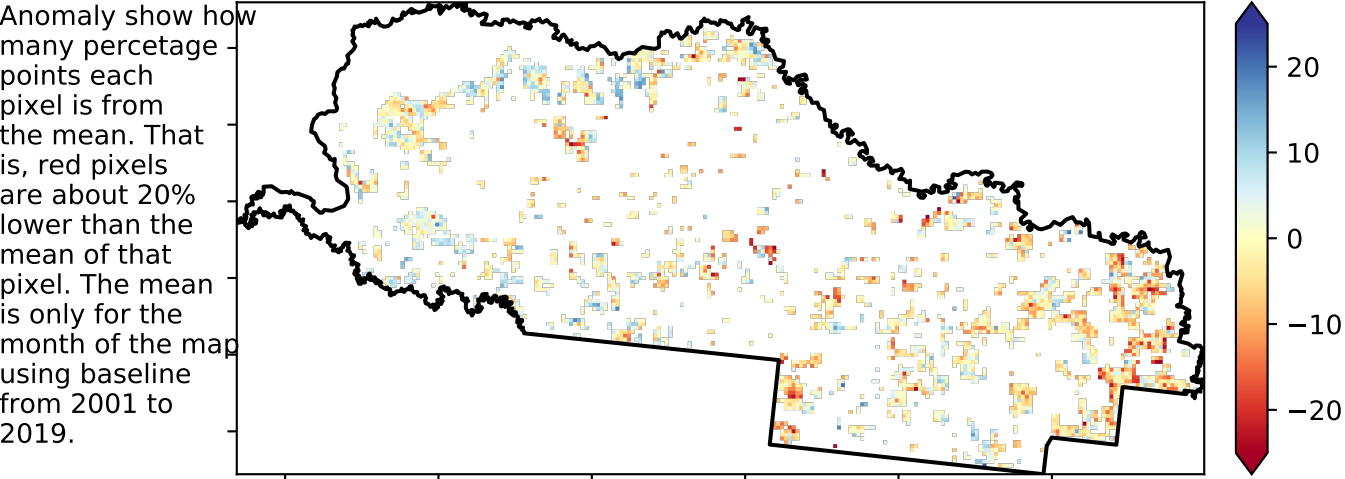 Anomaly show how
many percetage
points each
pixel is from
the mean. That
is, red pixels
are about 20%
lower than the
mean of that
pixel. The mean
is only for the
month of the map
using baseline
from 2001 to
2019.
20
10
0
−10
−20